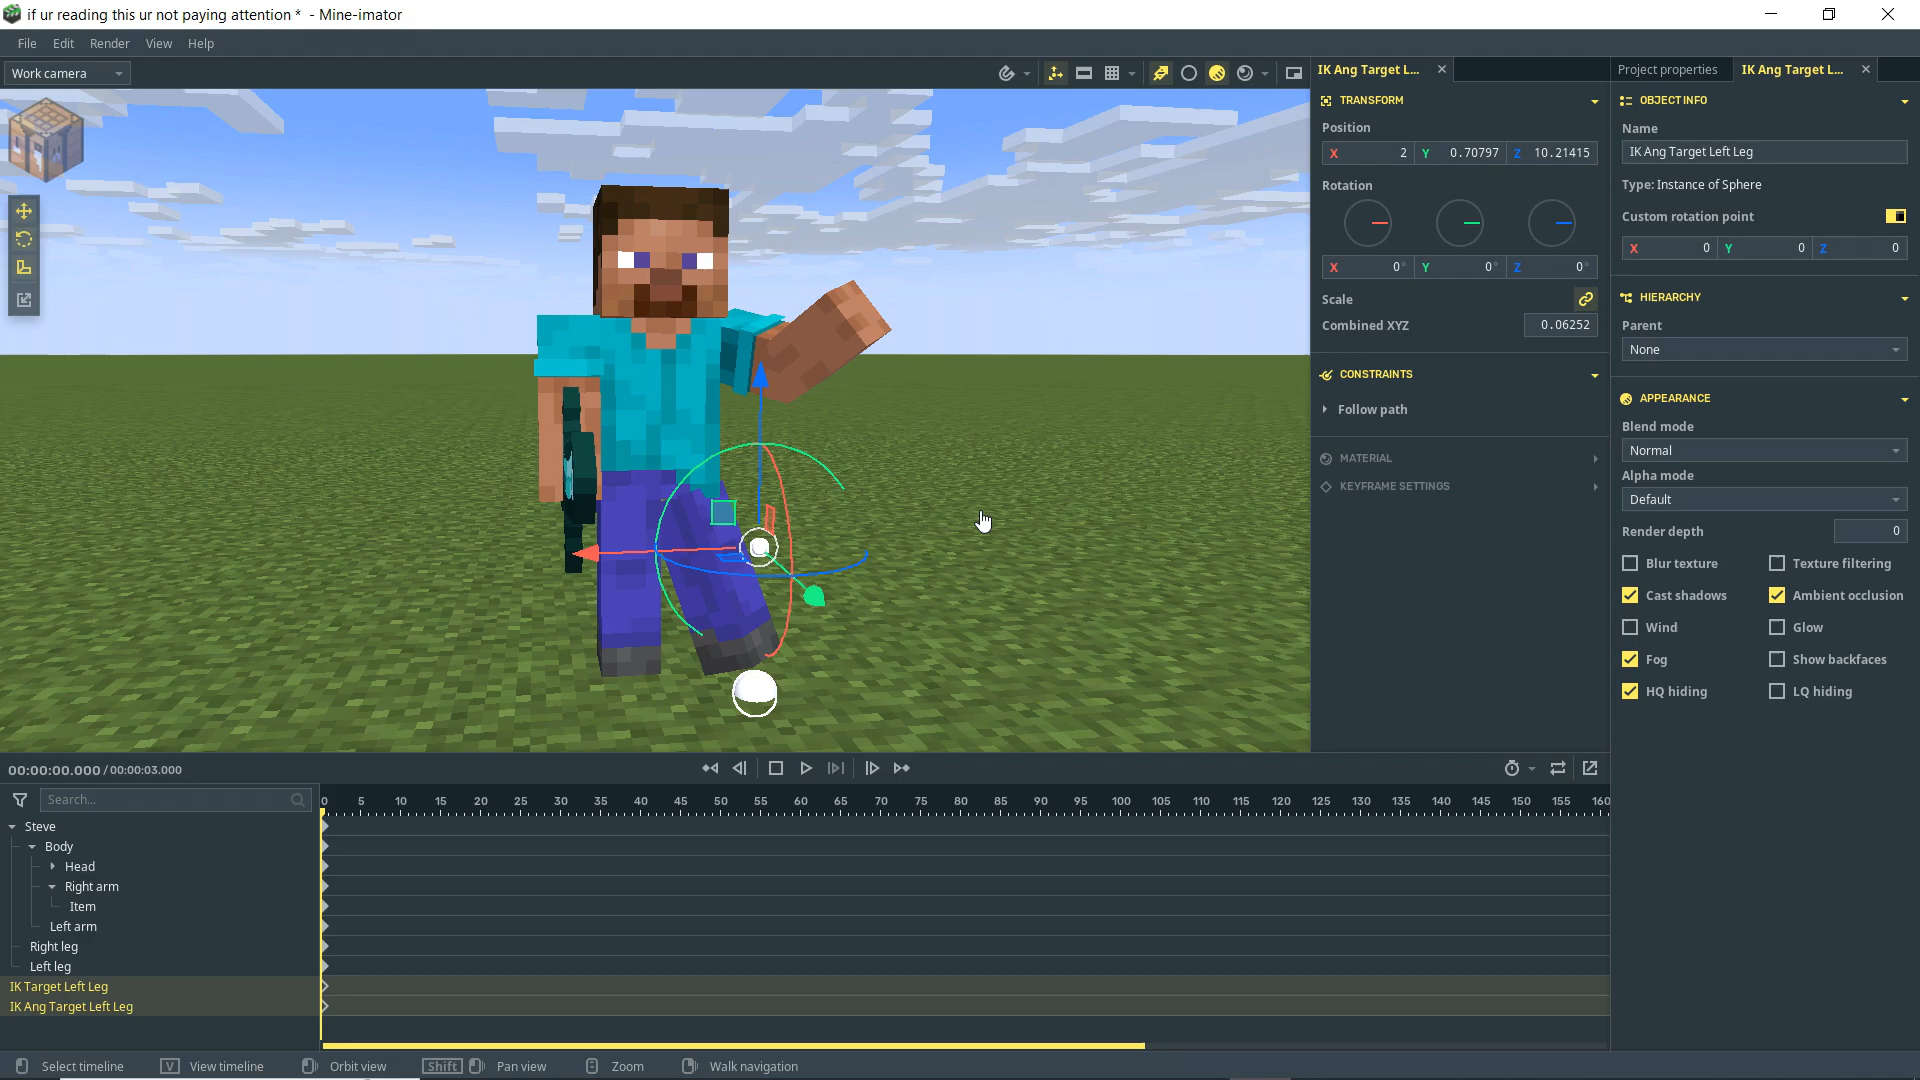 if ur reading this ur not paying attention * - Mine-imator
File Edit Render View Help
Work camera
IK Ang Target L...
Project properties
IK Ang Target L...
TRANSFORM
Position
X 2 Y 0.70797 Z 10.21415
Rotation
X 0° Y 0° Z 0°
Scale
Combined XYZ 0.06252
CONSTRAINTS
Follow path
MATERIAL
KEYFRAME SETTINGS
OBJECT INFO
Name
IK Ang Target Left Leg
Type: Instance of Sphere
Custom rotation point
X 0 Y 0 Z 0
HIERARCHY
Parent
None
APPEARANCE
Blend mode
Normal
Alpha mode
Default
Render depth 0
Blur texture Texture filtering
Cast shadows Ambient occlusion
Wind Glow
Fog Show backfaces
HQ hiding LQ hiding
00:00:00.000 / 00:00:03.000
Search...
0 5 10 15 20 25 30 35 40 45 50 55 60 65 70 75 80 85 90 95 100 105 110 115 120 125 130 135 140 145 150 155 160
Steve
Body
Head
Right arm
Item
Left arm
Right leg
Left leg
IK Target Left Leg
IK Ang Target Left Leg
Select timeline V View timeline Orbit view Shift Pan view Zoom Walk navigation